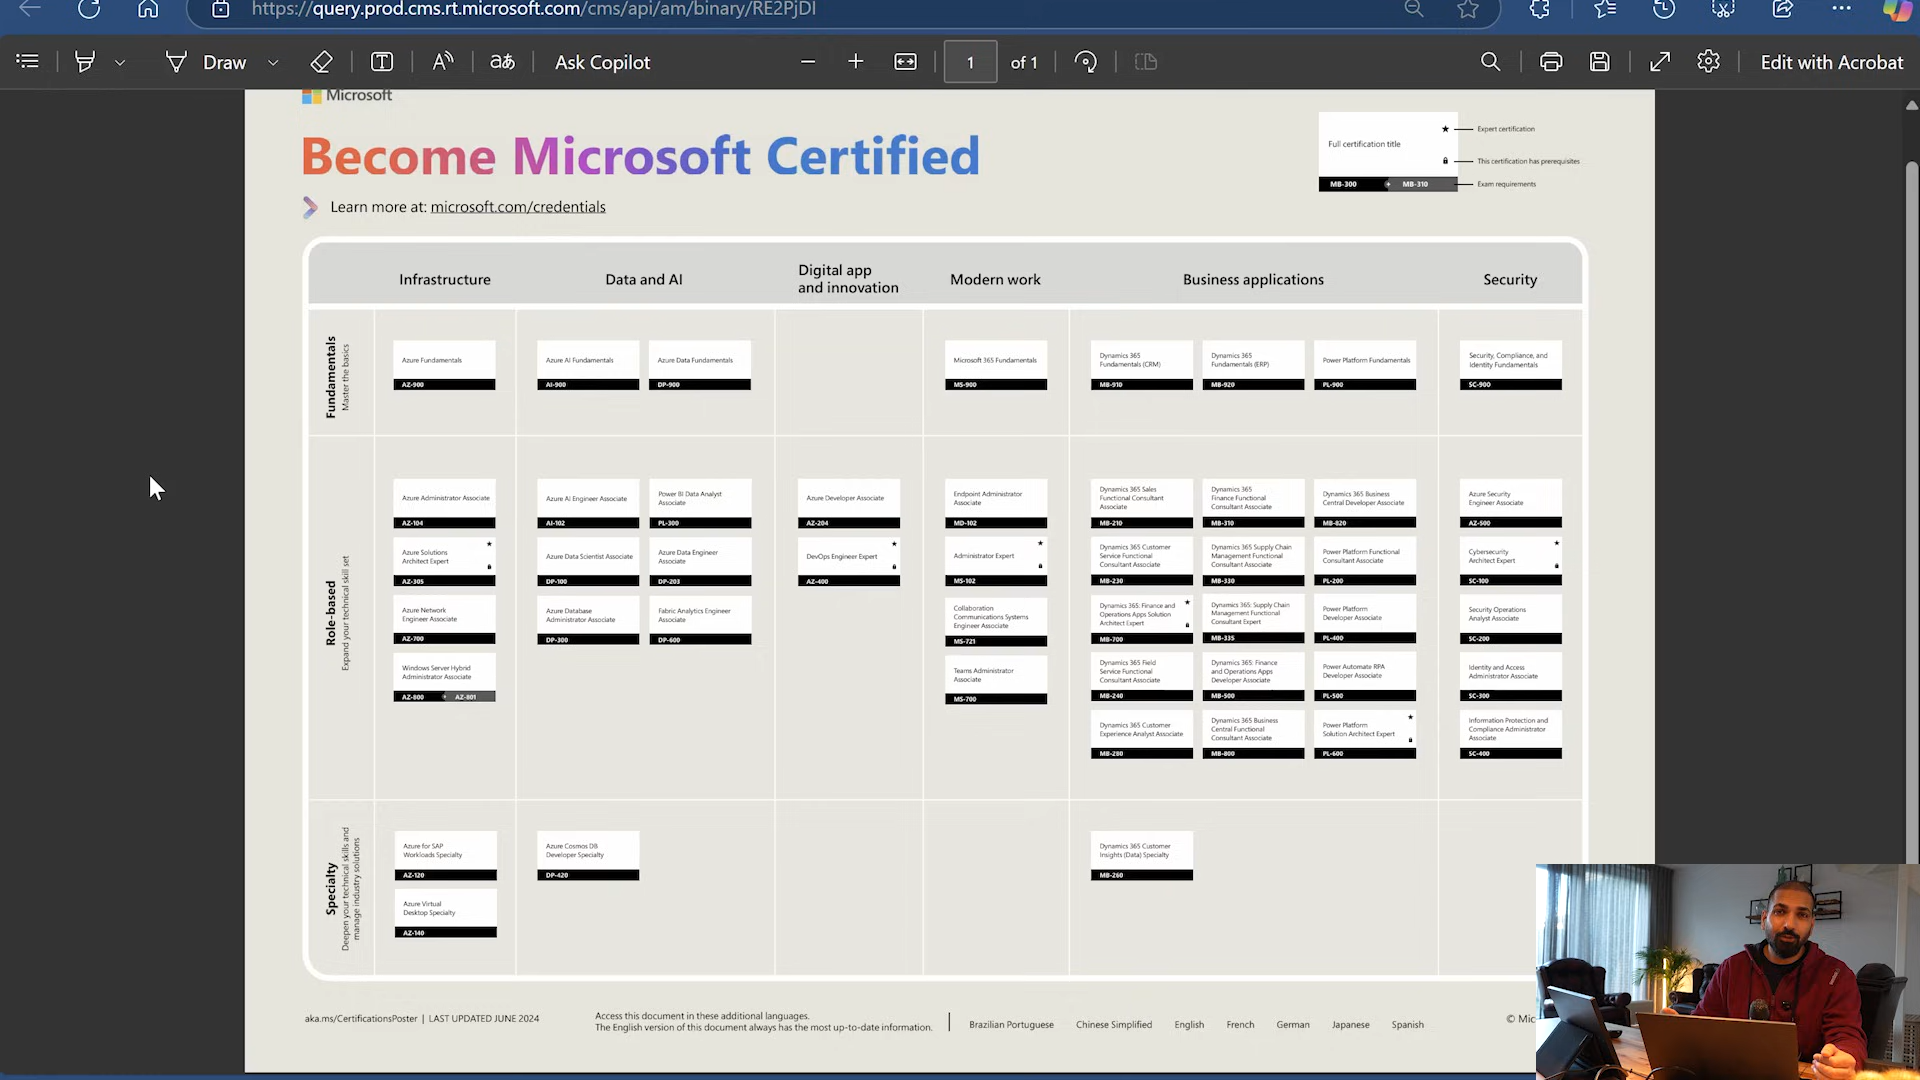 https://query.prod.cms.rt.microsoft.com/cms/api/am/binary/RE2PjDI
Draw
Ask Copilot
1
of 1
Edit with Acrobat
Microsoft
Become Microsoft Certified
Learn more at: microsoft.com/credentials
Full certification title
MB-300 + MB-310
Expert certification
This certification has prerequisites
Exam requirements
Infrastructure
Data and AI
Digital app
and innovation
Modern work
Business applications
Security
Fundamentals
Master the basics
Azure Fundamentals
AZ-900
Azure AI Fundamentals
AI-900
Azure Data Fundamentals
DP-900
Microsoft 365 Fundamentals
MS-900
Dynamics 365
Fundamentals (CRM)
MB-910
Dynamics 365
Fundamentals (ERP)
MB-920
Power Platform Fundamentals
PL-900
Security, Compliance, and
Identity Fundamentals
SC-900
Role-based
Expand your technical skill set
Azure Administrator Associate
AZ-104
Azure Solutions
Architect Expert
AZ-305
Azure Network
Engineer Associate
AZ-700
Windows Server Hybrid
Administrator Associate
AZ-800 + AZ-801
Azure AI Engineer Associate
AI-102
Power BI Data Analyst
Associate
PL-300
Azure Data Scientist Associate
DP-100
Azure Data Engineer
Associate
DP-203
Azure Database
Administrator Associate
DP-300
Fabric Analytics Engineer
Associate
DP-600
Azure Developer Associate
AZ-204
DevOps Engineer Expert
AZ-400
Endpoint Administrator
Associate
MD-102
Administrator Expert
MS-102
Collaboration
Communications Systems
Engineer Associate
MS-721
Teams Administrator
Associate
MS-700
Dynamics 365 Sales
Functional Consultant
Associate
MB-210
Dynamics 365
Finance Functional
Consultant Associate
MB-310
Dynamics 365 Business
Central Developer Associate
MB-820
Dynamics 365 Customer
Service Functional
Consultant Associate
MB-230
Dynamics 365 Supply Chain
Management Functional
Consultant Associate
MB-330
Power Platform Functional
Consultant Associate
PL-200
Dynamics 365: Finance and
Operations Apps Solution
Architect Expert
MB-700
Dynamics 365: Supply Chain
Management Functional
Consultant Expert
MB-335
Power Platform
Developer Associate
PL-400
Dynamics 365 Field
Service Functional
Consultant Associate
MB-240
Dynamics 365: Finance
and Operations Apps
Developer Associate
MB-500
Power Automate RPA
Developer Associate
PL-500
Dynamics 365 Customer
Experience Analyst Associate
MB-280
Dynamics 365 Business
Central Functional
Consultant Associate
MB-800
Power Platform
Solution Architect Expert
PL-600
Azure Security
Engineer Associate
AZ-500
Cybersecurity
Architect Expert
SC-100
Security Operations
Analyst Associate
SC-200
Identity and Access
Administrator Associate
SC-300
Information Protection and
Compliance Administrator
Associate
SC-400
Specialty
Deepen your technical skills and
manage industry solutions
Azure for SAP
Workloads Specialty
AZ-120
Azure Virtual
Desktop Specialty
AZ-140
Azure Cosmos DB
Developer Specialty
DP-420
Dynamics 365 Customer
Insights (Data) Specialty
MB-260
aka.ms/CertificationsPoster | LAST UPDATED JUNE 2024
Access this document in these additional languages.
The English version of this document always has the most up-to-date information.
Brazilian Portuguese
Chinese Simplified
English
French
German
Japanese
Spanish
© Mic